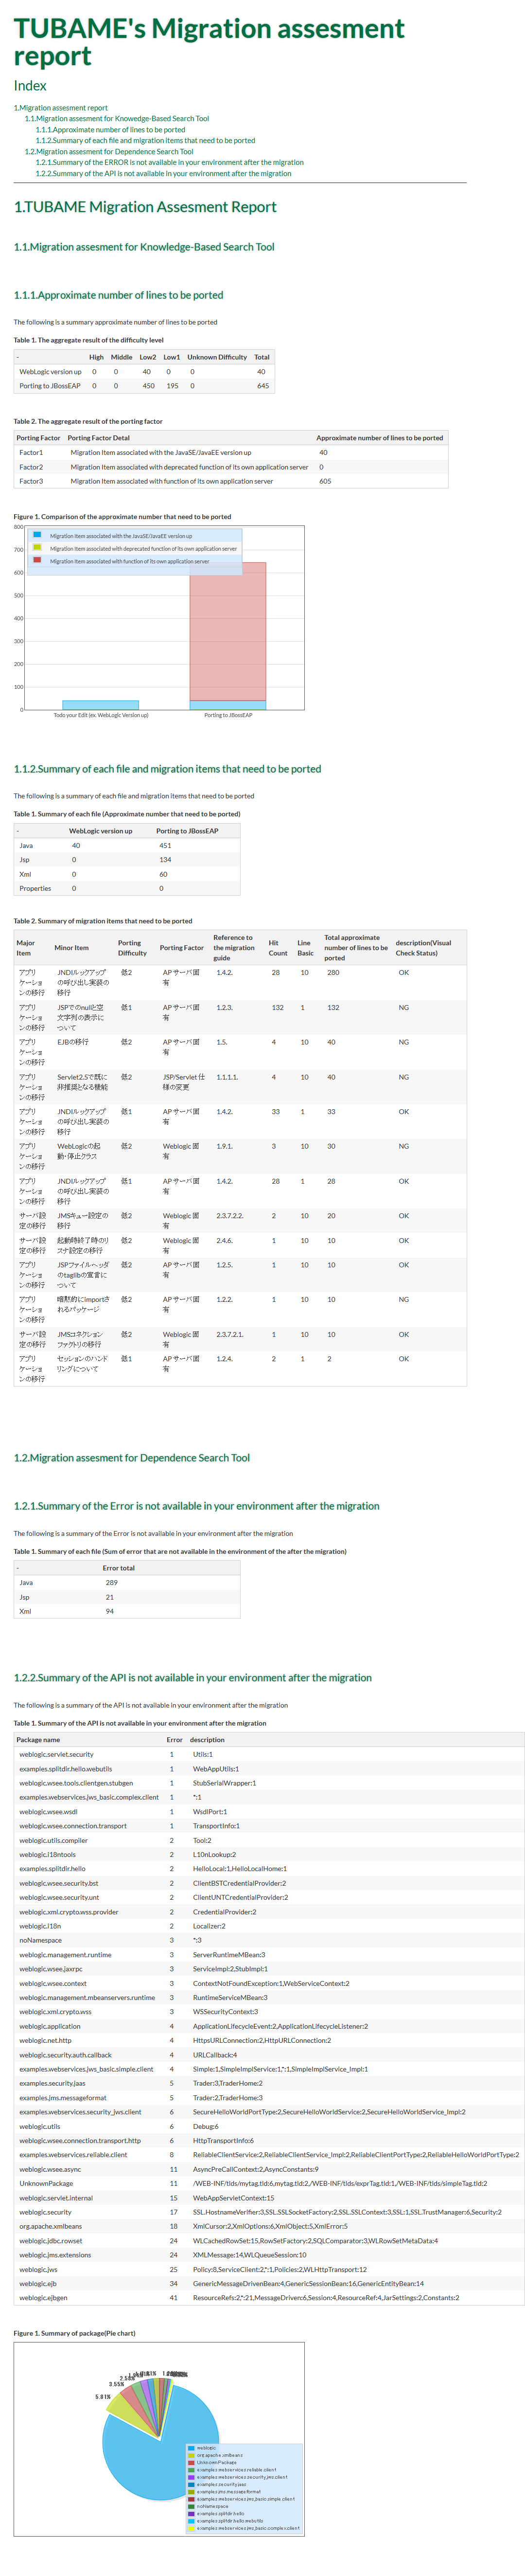 TUBAME's Migration assesment
report
Index
1.Migration assesment report
1.1.Migration assesment for Knowedge-Based Search Tool
1.1.1.Approximate number of lines to be ported
1.1.2.Summary of each file and migration items that need to be ported
1.2.Migration assesment for Dependence Search Tool
1.2.1.Summary of the ERROR is not available in your environment after the migration
1.2.2.Summary of the API is not available in your environment after the migration
1.TUBAME Migration Assesment Report
1.1.Migration assesment for Knowledge-Based Search Tool
1.1.1.Approximate number of lines to be ported
The following is a summary approximate number of lines to be ported
Table 1. The aggregate result of the difficulty level
- High Middle Low2 Low1 Unknown Difficulty Total
WebLogic version up 0 0 40 0 0 40
Porting to JBossEAP 0 0 450 195 0 645
Table 2. The aggregate result of the porting factor
Porting Factor Porting Factor Detal Approximate number of lines to be ported
Factor1 Migration Item associated with the JavaSE/JavaEE version up 40
Factor2 Migration Item associated with deprecated function of its own application server 0
Factor3 Migration Item associated with function of its own application server 605
Figure 1. Comparison of the approximate number that need to be ported
800
Migration Item associated with the JavaSE/JavaEE version up
700
Migration Item associated with deprecated function of its own application server
Migration Item associated with function of its own application server
600
500
400
300
200
100
0
Todo your Edit (ex. WebLogic Version up) Porting to JBossEAP
1.1.2.Summary of each file and migration items that need to be ported
The following is a summary of each file and migration items that need to be ported
Table 1. Summary of each file (Approximate number that need to be ported)
- WebLogic version up Porting to JBossEAP
Java 40 451
Jsp 0 134
Xml 0 60
Properties 0 0
Table 2. Summary of migration items that need to be ported
Major Item Minor Item Porting Difficulty Porting Factor Reference to the migration guide Hit Count Line Basic Total approximate number of lines to be ported description(Visual Check Status)
アプリケーションの移行 JNDIルックアップの呼び出し実装の移行 低2 AP サーバ固有 1.4.2. 28 10 280 OK
アプリケーションの移行 JSPでのnullと空文字列の表示について 低1 AP サーバ固有 1.2.3. 132 1 132 NG
アプリケーションの移行 EJBの移行 低2 AP サーバ固有 1.5. 4 10 40 NG
アプリケーションの移行 Servlet2.5で既に非推奨となる機能 低2 JSP/Servlet 仕様の変更 1.1.1.1. 4 10 40 NG
アプリケーションの移行 JNDIルックアップの呼び出し実装の移行 低1 AP サーバ固有 1.4.2. 33 1 33 OK
アプリケーションの移行 WebLogicの起動・停止クラス 低2 Weblogic 固有 1.9.1. 3 10 30 NG
アプリケーションの移行 JNDIルックアップの呼び出し実装の移行 低1 AP サーバ固有 1.4.2. 28 1 28 OK
サーバ設定の移行 JMSキュー設定の移行 低2 Weblogic 固有 2.3.7.2.2. 2 10 20 OK
サーバ設定の移行 起動時終了時のリスナ設定の移行 低2 Weblogic 固有 2.4.6. 1 10 10 OK
アプリケーションの移行 JSPファイルヘッダのtaglibの宣言について 低2 AP サーバ固有 1.2.5. 1 10 10 OK
アプリケーションの移行 暗黙的にimportされるパッケージ 低2 AP サーバ固有 1.2.2. 1 10 10 NG
サーバ設定の移行 JMSコネクションファクトリの移行 低2 Weblogic 固有 2.3.7.2.1. 1 10 10 OK
アプリケーションの移行 セッションのハンドリングについて 低1 AP サーバ固有 1.2.4. 2 1 2 OK
1.2.Migration assesment for Dependence Search Tool
1.2.1.Summary of the Error is not available in your environment after the migration
The following is a summary of the Error is not available in your environment after the migration
Table 1. Summary of each file (Sum of error that are not available in the environment of the after the migration)
- Error total
Java 289
Jsp 21
Xml 94
1.2.2.Summary of the API is not available in your environment after the migration
The following is a summary of the API is not available in your environment after the migration
Table 1. Summary of the API is not available in your environment after the migration
Package name Error description
weblogic.servlet.security 1 Utils:1
examples.splitdir.hello.webutils 1 WebAppUtils:1
weblogic.wsee.tools.clientgen.stubgen 1 StubSerialWrapper:1
examples.webservices.jws_basic.complex.client 1 *:1
weblogic.wsee.wsdl 1 WsdlPort:1
weblogic.wsee.connection.transport 1 TransportInfo:1
weblogic.utils.compiler 2 Tool:2
weblogic.i18ntools 2 L10nLookup:2
examples.splitdir.hello 2 HelloLocal:1,HelloLocalHome:1
weblogic.wsee.security.bst 2 ClientBSTCredentialProvider:2
weblogic.wsee.security.unt 2 ClientUNTCredentialProvider:2
weblogic.xml.crypto.wss.provider 2 CredentialProvider:2
weblogic.i18n 2 Localizer:2
noNamespace 3 *:3
weblogic.management.runtime 3 ServerRuntimeMBean:3
weblogic.wsee.jaxrpc 3 ServiceImpl:2,StubImpl:1
weblogic.wsee.context 3 ContextNotFoundException:1,WebServiceContext:2
weblogic.management.mbeanservers.runtime 3 RuntimeServiceMBean:3
weblogic.xml.crypto.wss 3 WSSecurityContext:3
weblogic.application 4 ApplicationLifecycleEvent:2,ApplicationLifecycleListener:2
weblogic.net.http 4 HttpsURLConnection:2,HttpURLConnection:2
weblogic.security.auth.callback 4 URLCallback:4
examples.webservices.jws_basic.simple.client 4 Simple:1,SimpleImplService:1,*:1,SimpleImplService_Impl:1
examples.security.jaas 5 Trader:3,TraderHome:2
examples.jms.messageformat 5 Trader:2,TraderHome:3
examples.webservices.security_jws.client 6 SecureHelloWorldPortType:2,SecureHelloWorldService:2,SecureHelloWorldService_Impl:2
weblogic.utils 6 Debug:6
weblogic.wsee.connection.transport.http 6 HttpTransportInfo:6
examples.webservices.reliable.client 8 ReliableClientService:2,ReliableClientService_Impl:2,ReliableClientPortType:2,ReliableHelloWorldPortType:2
weblogic.wsee.async 11 AsyncPreCallContext:2,AsyncConstants:9
UnknownPackage 11 /WEB-INF/tlds/mytag.tld:6,mytag.tld:2,/WEB-INF/tlds/exprTag.tld:1,/WEB-INF/tlds/simpleTag.tld:2
weblogic.servlet.internal 15 WebAppServletContext:15
weblogic.security 17 SSL.HostnameVerifier:3,SSL.SSLSocketFactory:2,SSL.SSLContext:3,SSL:1,SSL.TrustManager:6,Security:2
org.apache.xmlbeans 18 XmlCursor:2,XmlOptions:6,XmlObject:5,XmlError:5
weblogic.jdbc.rowset 24 WLCachedRowSet:15,RowSetFactory:2,SQLComparator:3,WLRowSetMetaData:4
weblogic.jms.extensions 24 XMLMessage:14,WLQueueSession:10
weblogic.jws 25 Policy:8,ServiceClient:2,*:1,Policies:2,WLHttpTransport:12
weblogic.ejb 34 GenericMessageDrivenBean:4,GenericSessionBean:16,GenericEntityBean:14
weblogic.ejbgen 41 ResourceRefs:2,*:21,MessageDriven:6,Session:4,ResourceRef:4,JarSettings:2,Constants:2
Figure 1. Summary of package(Pie chart)
3.55%
5.81%
weblogic
org.apache.xmlbeans
UnknownPackage
examples.webservices.reliable.client
examples.webservices.security_jws.client
examples.security.jaas
examples.jms.messageformat
examples.webservices.jws_basic.simple.client
noNamespace
examples.splitdir.hello
examples.splitdir.hello.webutils
examples.webservices.jws_basic.complex.client